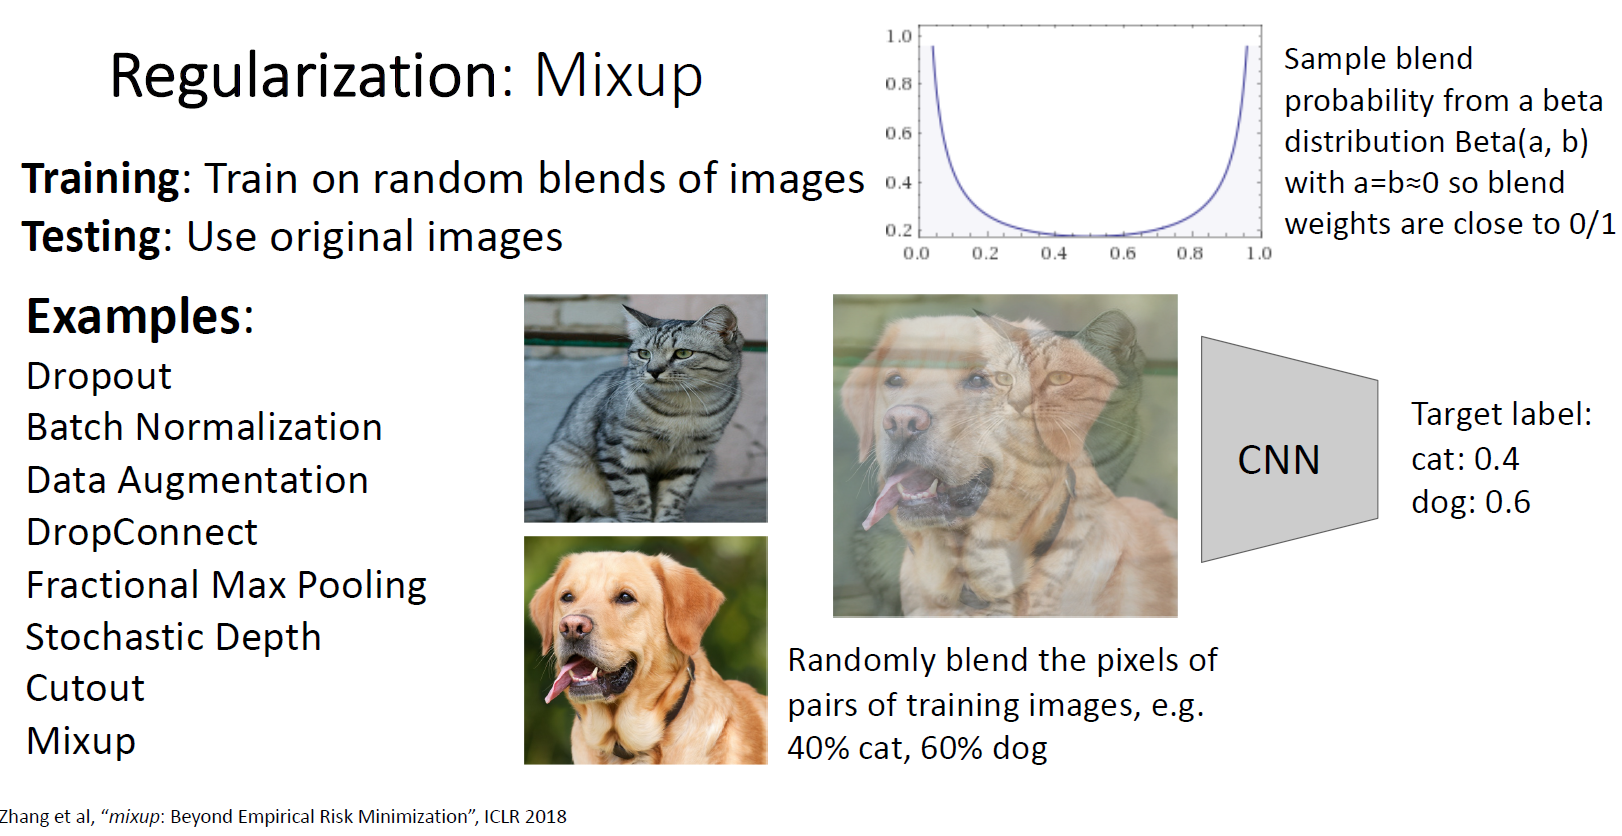 Regularization: Mixup
Training: Train on random blends of images
Testing: Use original images
1.0
0.8
0.6
0.4
0.2
0.0 0.2 0.4 0.6 0.8 1.0
Sample blend
probability from a beta
distribution Beta(a, b)
with a=b≈0 so blend
weights are close to 0/1
Examples:
Dropout
Batch Normalization
Data Augmentation
DropConnect
Fractional Max Pooling
Stochastic Depth
Cutout
Mixup
CNN
Target label:
cat: 0.4
dog: 0.6
Randomly blend the pixels of
pairs of training images, e.g.
40% cat, 60% dog
Zhang et al, “mixup: Beyond Empirical Risk Minimization”, ICLR 2018